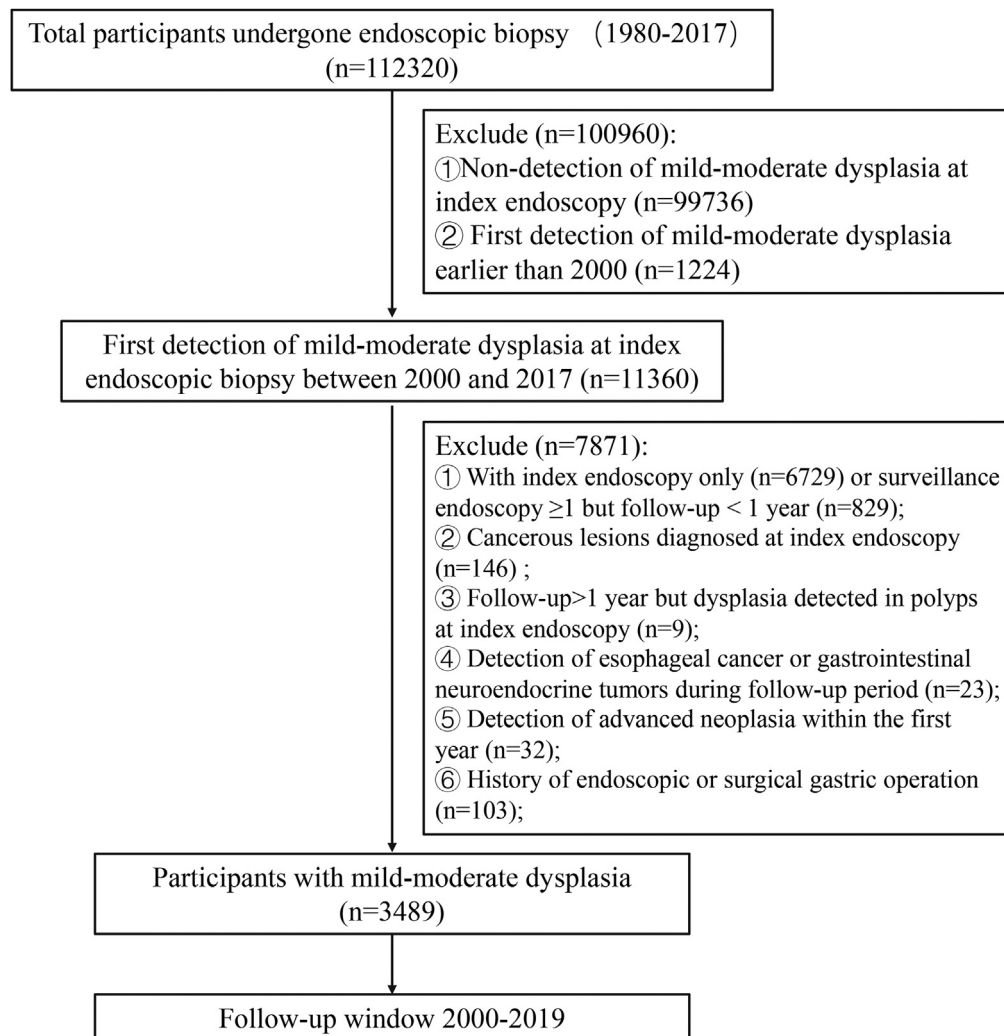 Total participants undergone endoscopic biopsy （1980-2017）
(n=112320)
Exclude (n=100960):
①Non-detection of mild-moderate dysplasia at
index endoscopy (n=99736)
② First detection of mild-moderate dysplasia
earlier than 2000 (n=1224)
First detection of mild-moderate dysplasia at index
endoscopic biopsy between 2000 and 2017 (n=11360)
Exclude (n=7871):
① With index endoscopy only (n=6729) or surveillance
endoscopy ≥1 but follow-up < 1 year (n=829);
② Cancerous lesions diagnosed at index endoscopy
(n=146) ;
③ Follow-up>1 year but dysplasia detected in polyps
at index endoscopy (n=9);
④ Detection of esophageal cancer or gastrointestinal
neuroendocrine tumors during follow-up period (n=23);
⑤ Detection of advanced neoplasia within the first
year (n=32);
⑥ History of endoscopic or surgical gastric operation
(n=103);
Participants with mild-moderate dysplasia
(n=3489)
Follow-up window 2000-2019